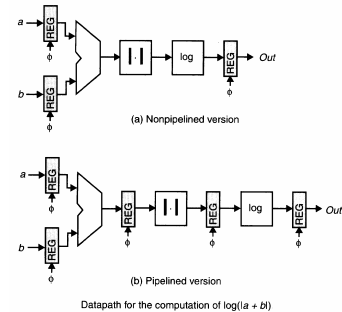 a
REG
ϕ
b
REG
ϕ
|·|
log
REG
ϕ
Out
(a) Nonpipelined version
a
REG
ϕ
b
REG
ϕ
REG
ϕ
|·|
REG
ϕ
log
REG
ϕ
Out
(b) Pipelined version
Datapath for the computation of log(|a + b|)